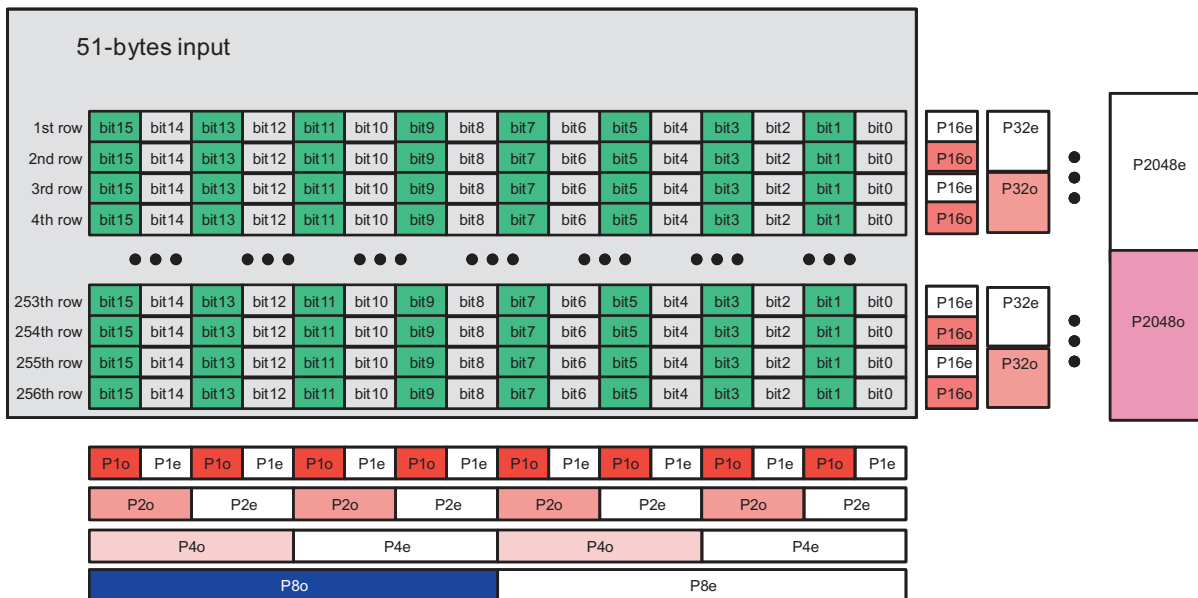 51-bytes input
1st row bit15 bit14 bit13 bit12 bit11 bit10 bit9 bit8 bit7 bit6 bit5 bit4 bit3 bit2 bit1 bit0 P16e P32e
2nd row bit15 bit14 bit13 bit12 bit11 bit10 bit9 bit8 bit7 bit6 bit5 bit4 bit3 bit2 bit1 bit0 P16o P2048e
3rd row bit15 bit14 bit13 bit12 bit11 bit10 bit9 bit8 bit7 bit6 bit5 bit4 bit3 bit2 bit1 bit0 P16e P32o
4th row bit15 bit14 bit13 bit12 bit11 bit10 bit9 bit8 bit7 bit6 bit5 bit4 bit3 bit2 bit1 bit0 P16o
253th row bit15 bit14 bit13 bit12 bit11 bit10 bit9 bit8 bit7 bit6 bit5 bit4 bit3 bit2 bit1 bit0 P16e P32e
254th row bit15 bit14 bit13 bit12 bit11 bit10 bit9 bit8 bit7 bit6 bit5 bit4 bit3 bit2 bit1 bit0 P16o P2048o
255th row bit15 bit14 bit13 bit12 bit11 bit10 bit9 bit8 bit7 bit6 bit5 bit4 bit3 bit2 bit1 bit0 P16e P32o
256th row bit15 bit14 bit13 bit12 bit11 bit10 bit9 bit8 bit7 bit6 bit5 bit4 bit3 bit2 bit1 bit0 P16o
P1o P1e P1o P1e P1o P1e P1o P1e P1o P1e P1o P1e P1o P1e P1o P1e
P2o P2e P2o P2e P2o P2e P2o P2e
P4o P4e P4o P4e
P8o P8e